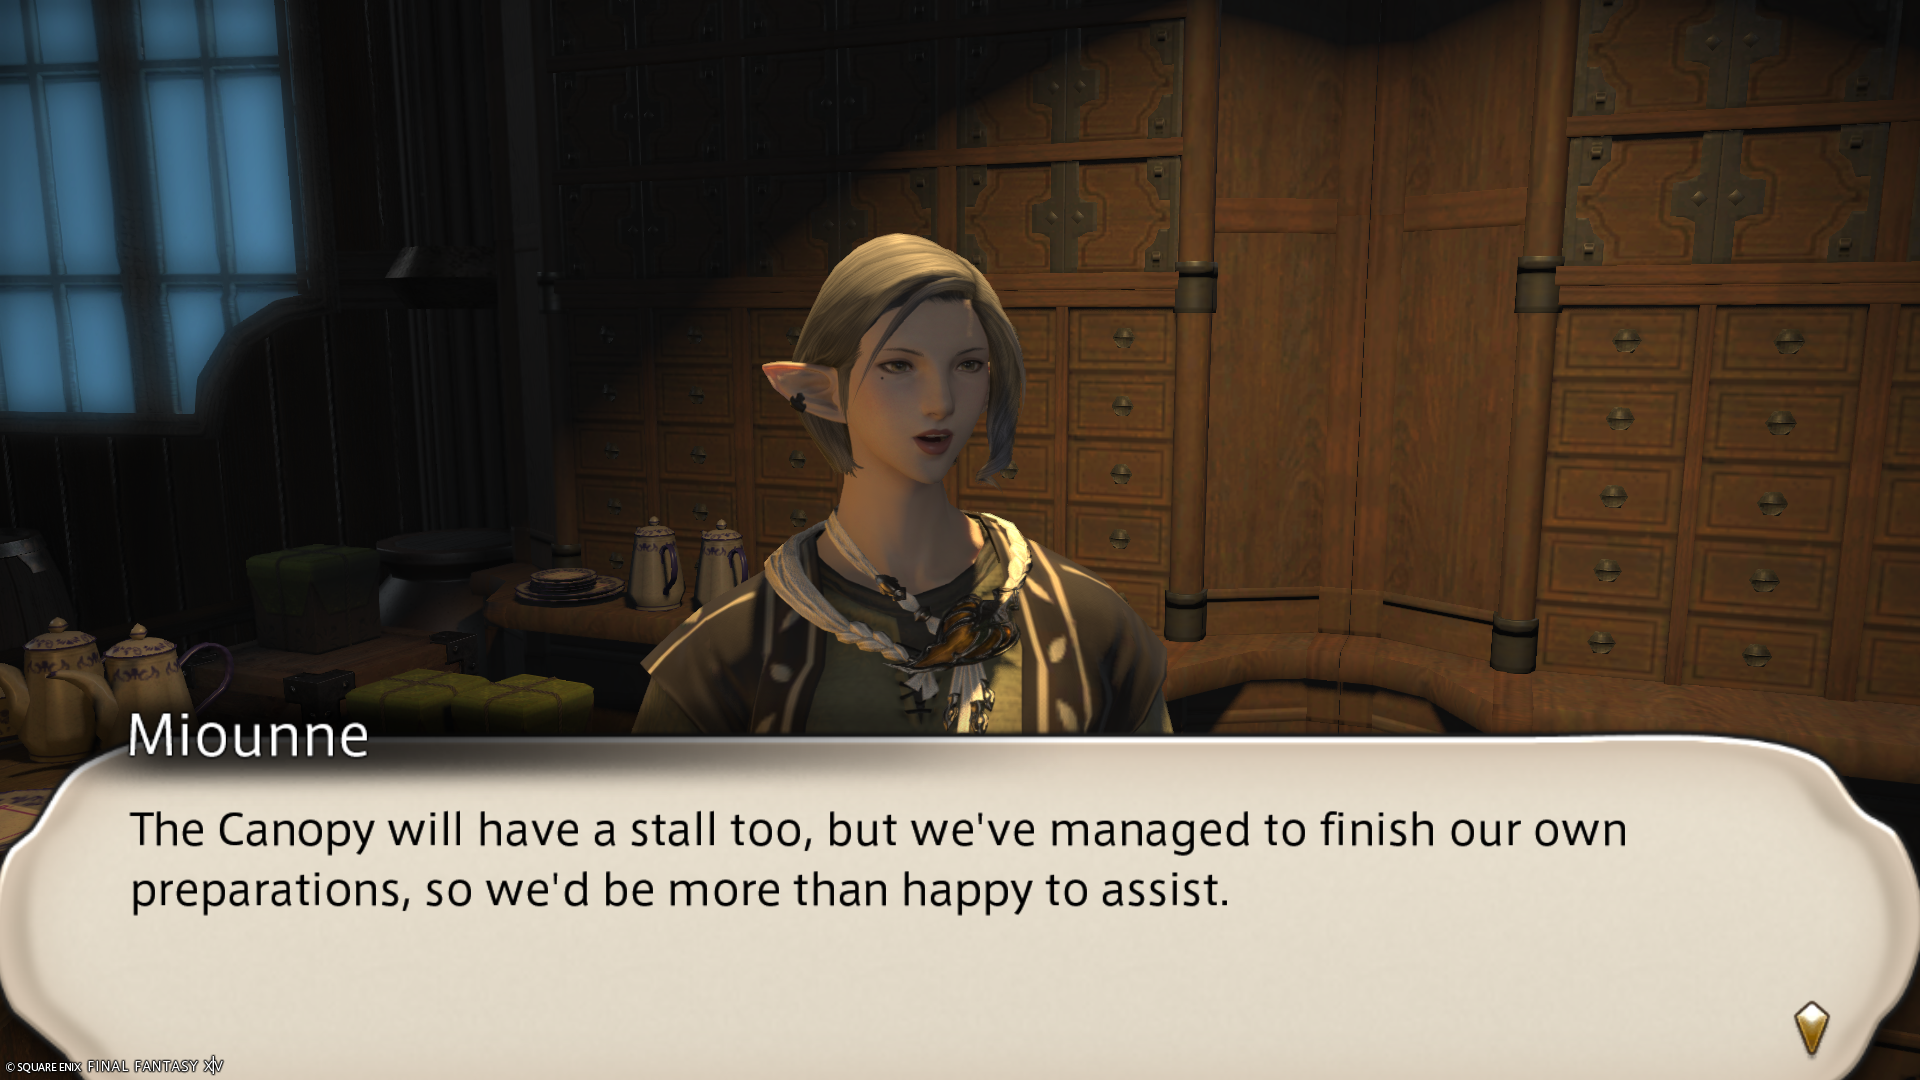 Miounne
The Canopy will have a stall too, but we've managed to finish our own
preparations, so we'd be more than happy to assist.
© SQUARE ENIX FINAL FANTASY XIV